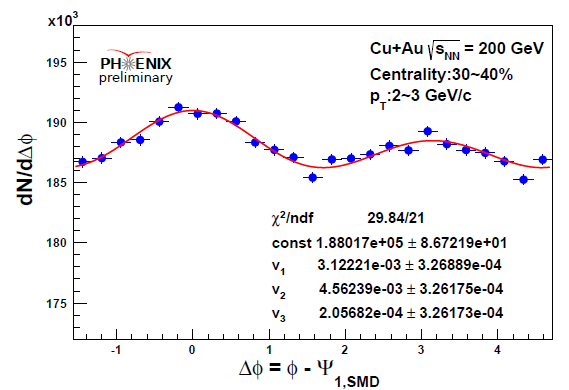 x10³
195
190
185
180
175
dN/dΔϕ
PHENIX
preliminary
Cu+Au √s_NN = 200 GeV
Centrality:30~40%
p_T:2~3 GeV/c
χ²/ndf 29.84/21
const 1.88017e+05 ± 8.67219e+01
v₁ 3.12221e-03 ± 3.26889e-04
v₂ 4.56239e-03 ± 3.26175e-04
v₃ 2.05682e-04 ± 3.26173e-04
-1 0 1 2 3 4
Δϕ = ϕ - Ψ_1,SMD